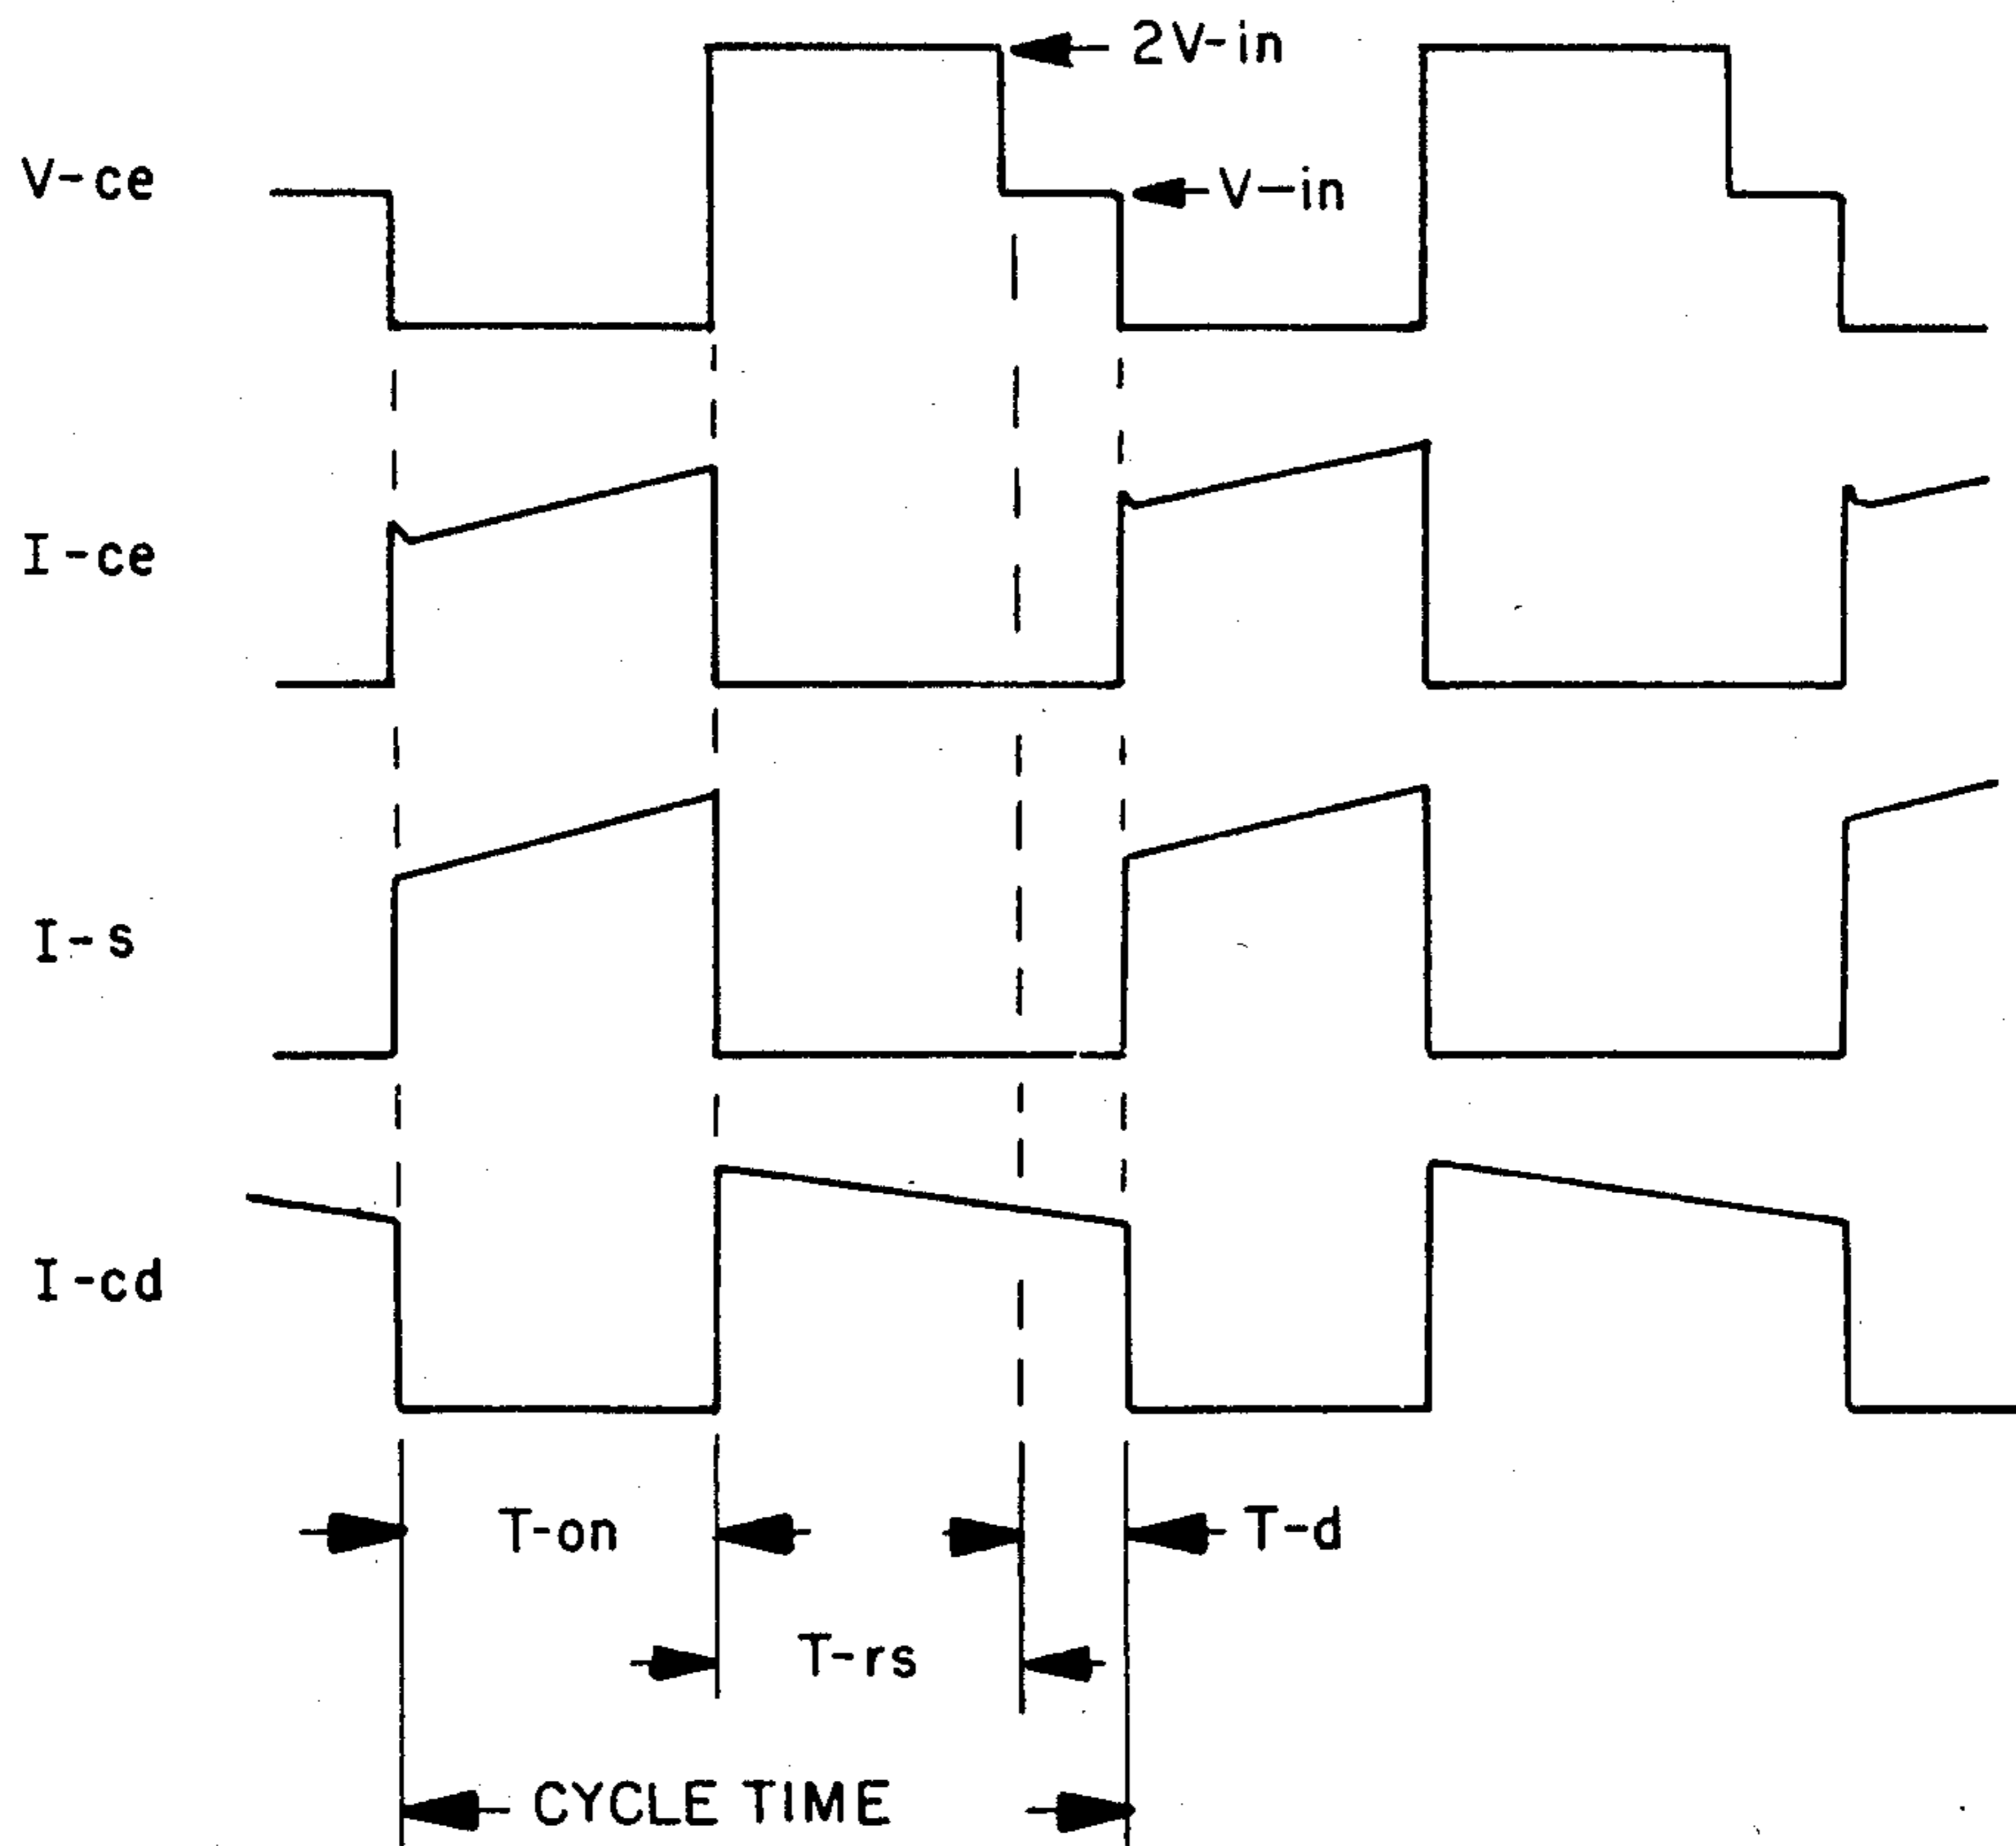 2V-in
V-ce
V-in
I-ce
I-s
I-cd
T-on
T-d
T-rs
CYCLE TIME